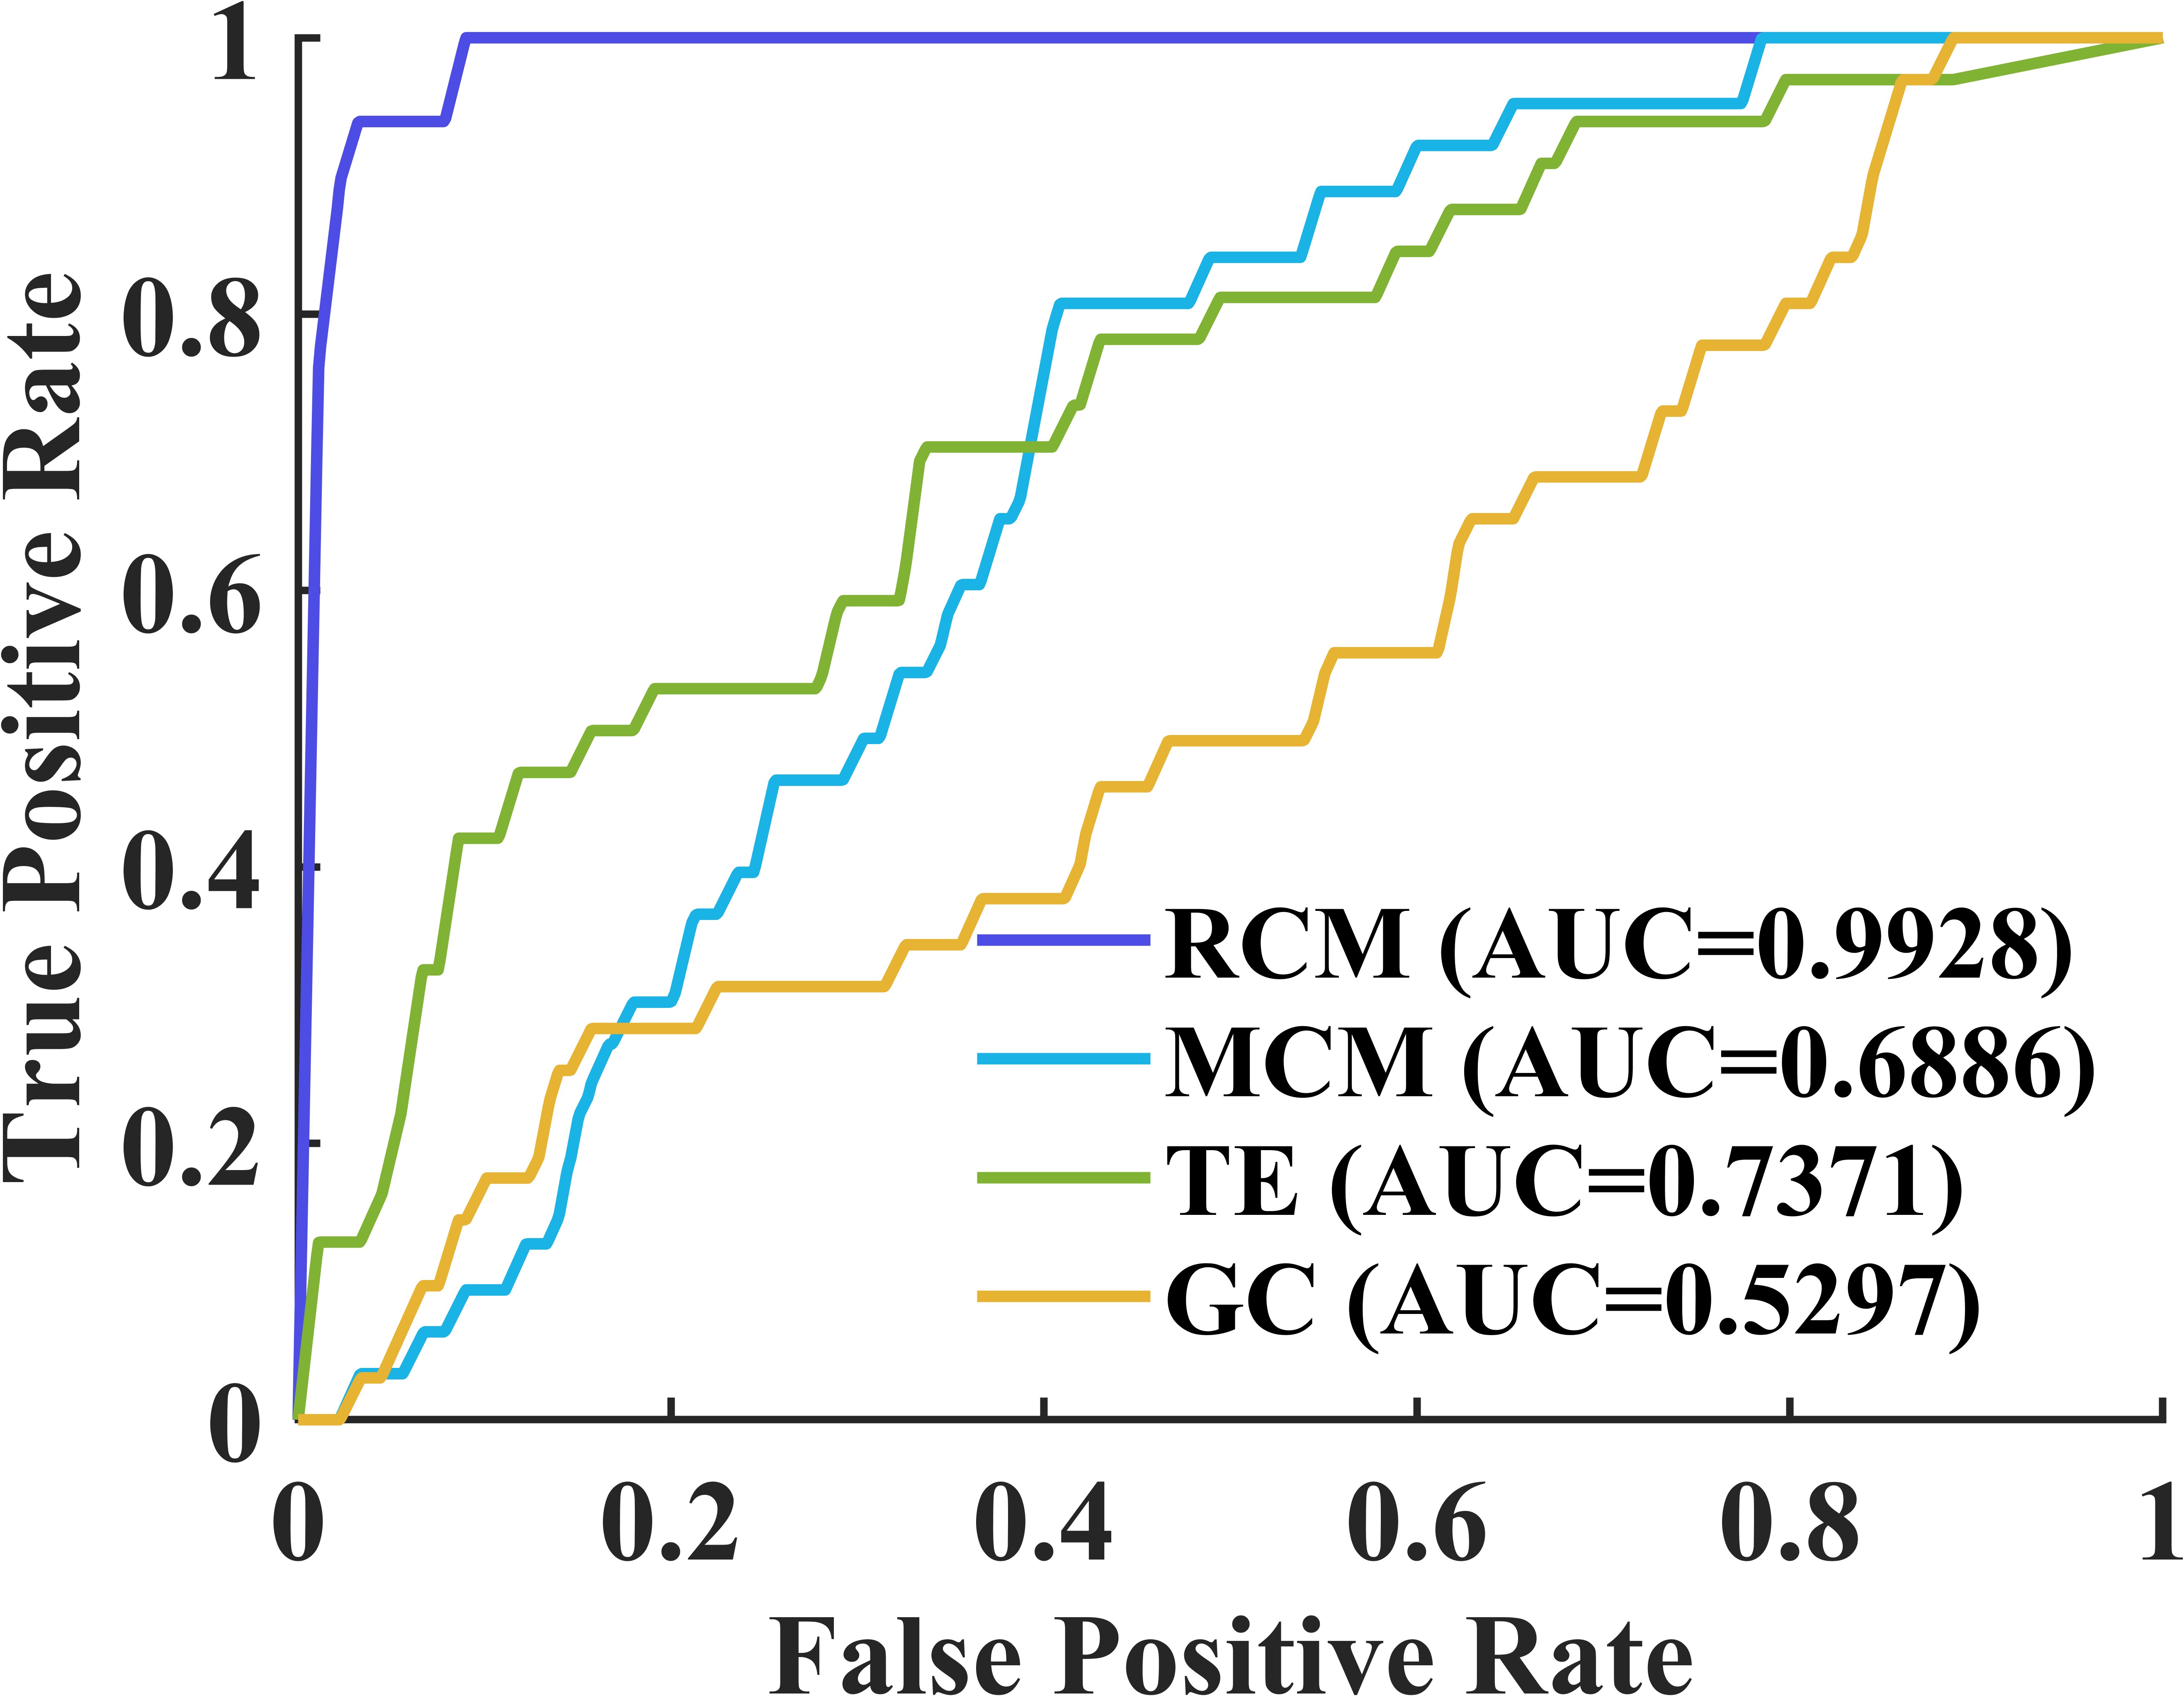 True Positive Rate
1
0.8
0.6
0.4
0.2
0
RCM (AUC=0.9928)
MCM (AUC=0.6886)
TE (AUC=0.7371)
GC (AUC=0.5297)
0 0.2 0.4 0.6 0.8 1
False Positive Rate